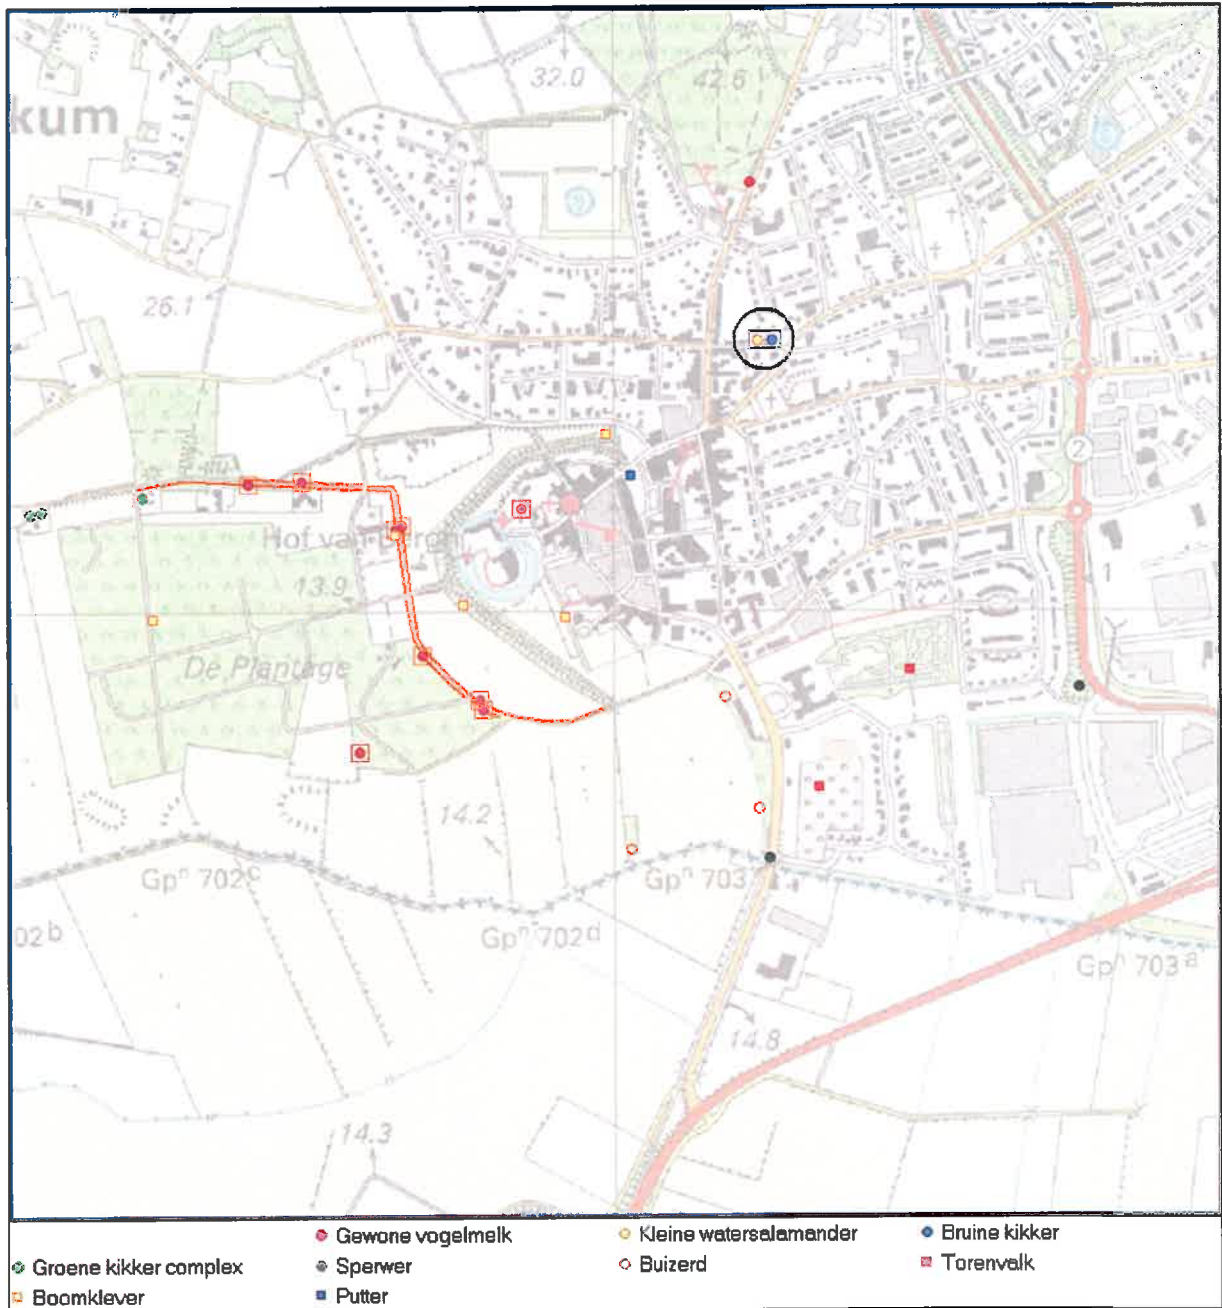 kum
32.0
42.6
26.1
Hof van Bergh
13.9
De Plantage
2
1
14.2
Gpⁿ 702ᶜ
Gpⁿ 703
02ᵇ
Gpⁿ 702ᵈ
Gpⁿ 703ᵃ
14.8
14.3
Gewone vogelmelk
Kleine watersalamander
Bruine kikker
Groene kikker complex
Sperwer
Buizerd
Torenvalk
Boomklever
Putter